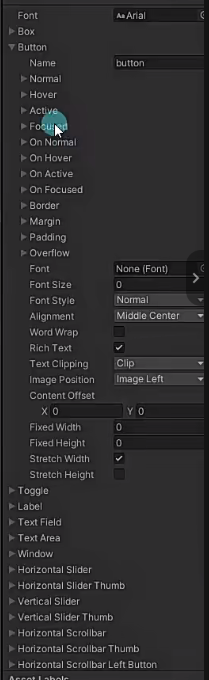 Font Aa Arial
Box
Button
Name button
Normal
Hover
Active
Focused
On Normal
On Hover
On Active
On Focused
Border
Margin
Padding
Overflow
Font None (Font)
Font Size 0
Font Style Normal
Alignment Middle Center
Word Wrap
Rich Text
Text Clipping Clip
Image Position Image Left
Content Offset
X 0 Y 0
Fixed Width 0
Fixed Height 0
Stretch Width
Stretch Height
Toggle
Label
Text Field
Text Area
Window
Horizontal Slider
Horizontal Slider Thumb
Vertical Slider
Vertical Slider Thumb
Horizontal Scrollbar
Horizontal Scrollbar Thumb
Horizontal Scrollbar Left Button
Asset Labels